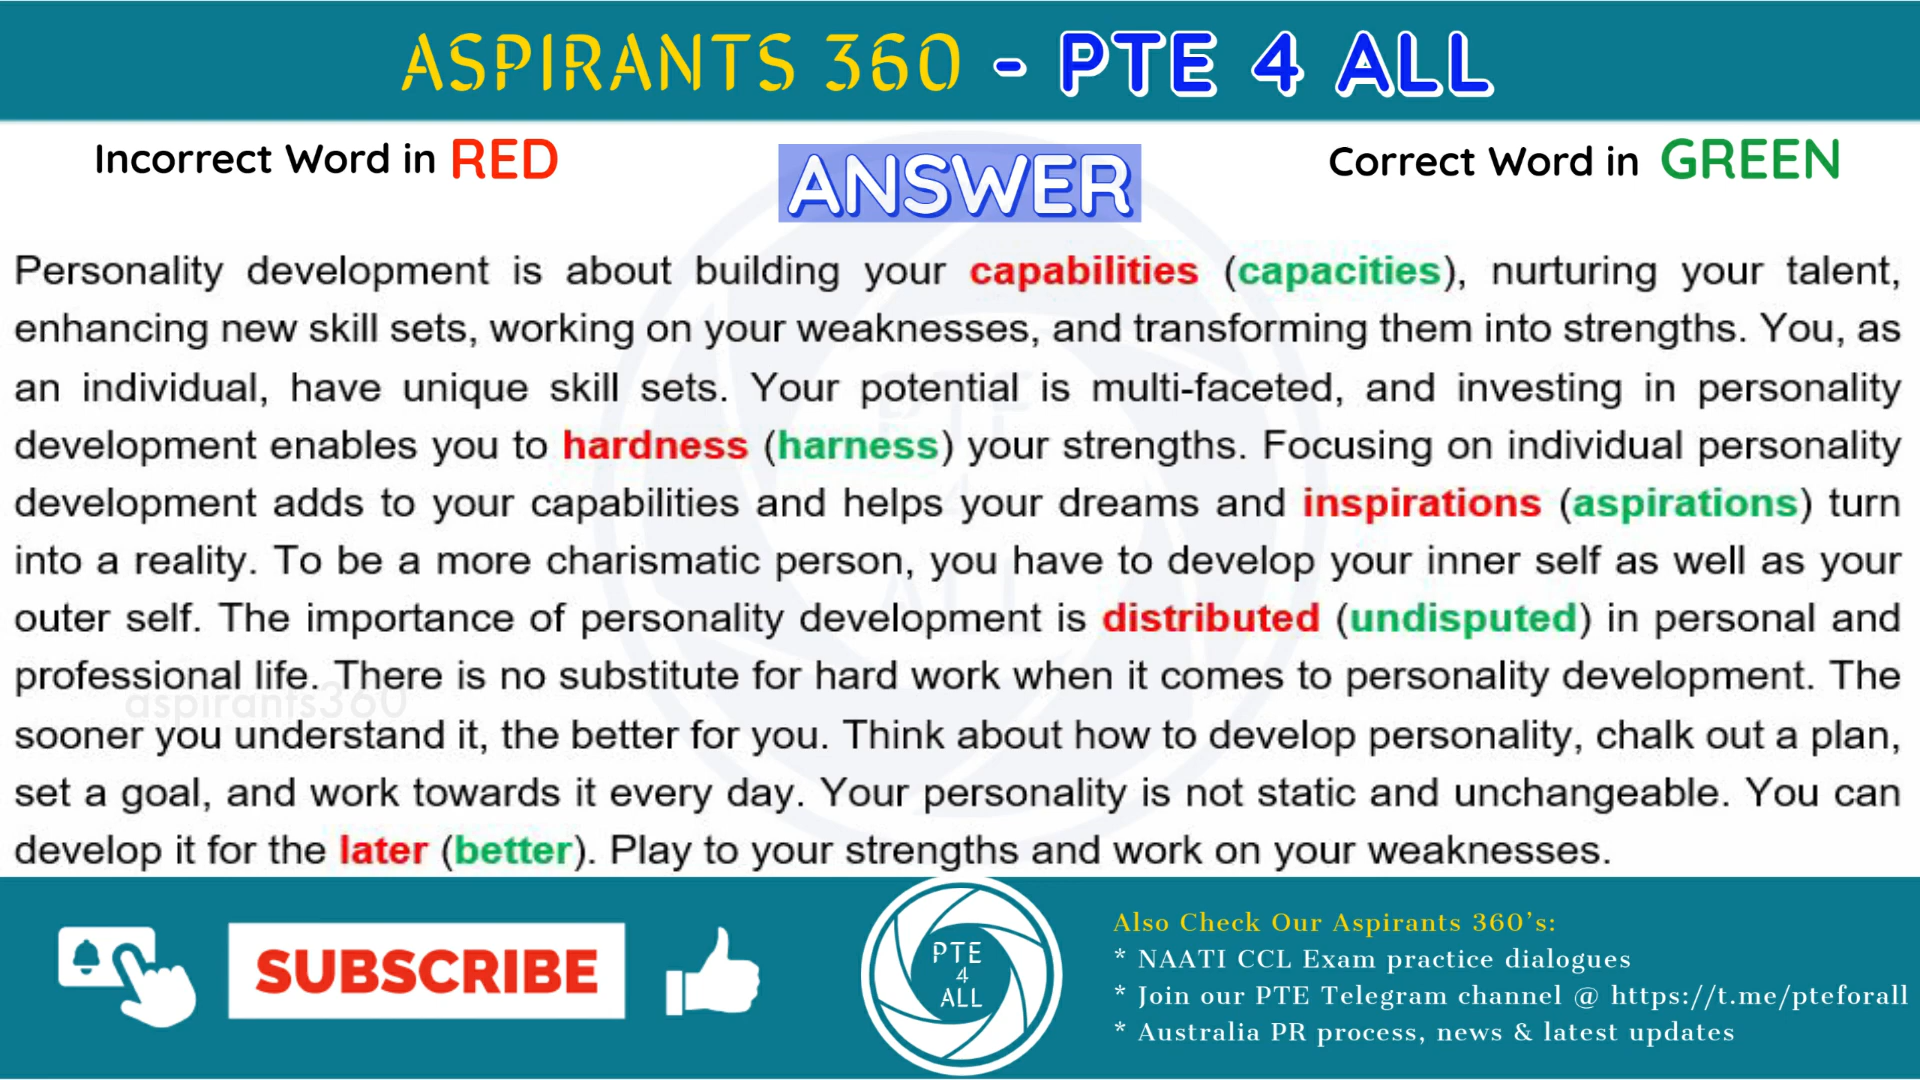 ASPIRANTS 360 - PTE 4 ALL
Incorrect Word in RED
ANSWER
Correct Word in GREEN
Personality development is about building your capabilities (capacities), nurturing your talent,
enhancing new skill sets, working on your weaknesses, and transforming them into strengths. You, as
an individual, have unique skill sets. Your potential is multi-faceted, and investing in personality
development enables you to hardness (harness) your strengths. Focusing on individual personality
development adds to your capabilities and helps your dreams and inspirations (aspirations) turn
into a reality. To be a more charismatic person, you have to develop your inner self as well as your
outer self. The importance of personality development is distributed (undisputed) in personal and
professional life. There is no substitute for hard work when it comes to personality development. The
aspirants360
sooner you understand it, the better for you. Think about how to develop personality, chalk out a plan,
set a goal, and work towards it every day. Your personality is not static and unchangeable. You can
develop it for the later (better). Play to your strengths and work on your weaknesses.
SUBSCRIBE
PTE
4
ALL
Also Check Our Aspirants 360's:
* NAATI CCL Exam practice dialogues
* Join our PTE Telegram channel @ https://t.me/pteforall
* Australia PR process, news & latest updates